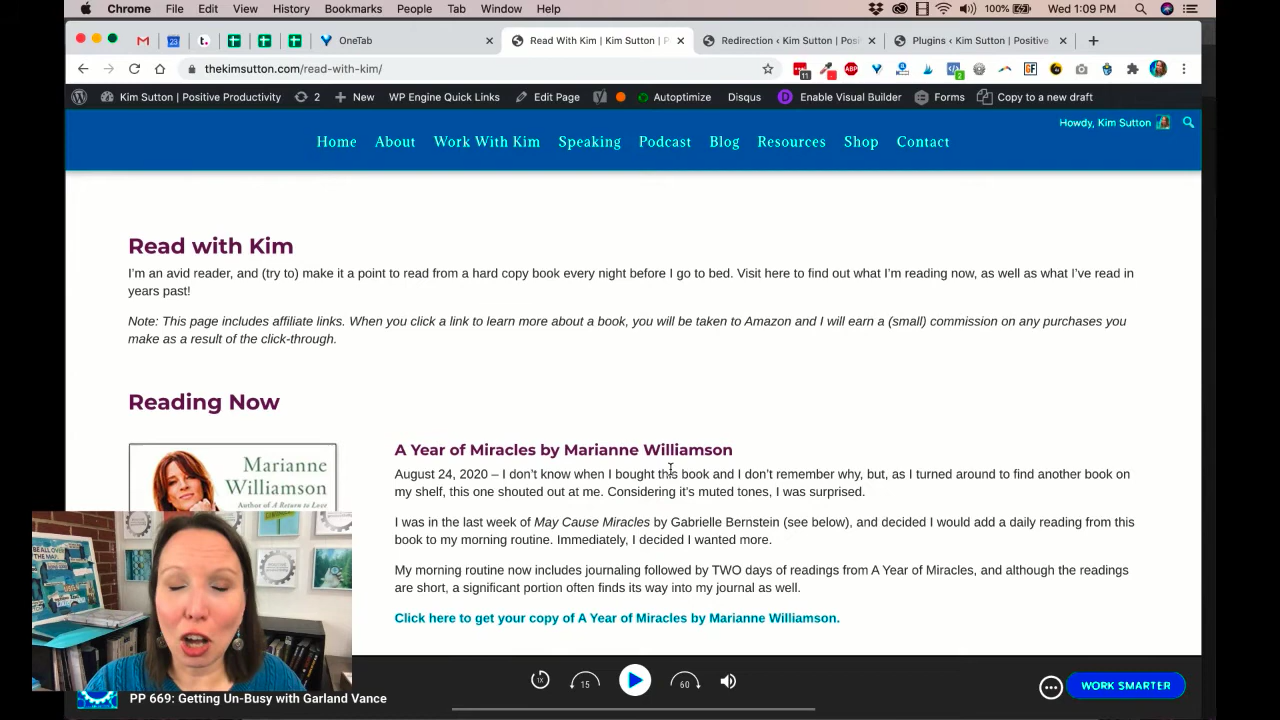 Chrome File Edit View History Bookmarks People Tab Window Help 100% Wed 1:09 PM
23 OneTab Read With Kim | Kim Sutton | P Redirection ‹ Kim Sutton | Posi Plugins ‹ Kim Sutton | Positive
thekimsutton.com/read-with-kim/ 11 ABP 2 GF
Kim Sutton | Positive Productivity 2 New WP Engine Quick Links Edit Page Autoptimize Disqus D Enable Visual Builder Forms Copy to a new draft
Howdy, Kim Sutton
Home About Work With Kim Speaking Podcast Blog Resources Shop Contact
Read with Kim
I'm an avid reader, and (try to) make it a point to read from a hard copy book every night before I go to bed. Visit here to find out what I'm reading now, as well as what I've read in
years past!
Note: This page includes affiliate links. When you click a link to learn more about a book, you will be taken to Amazon and I will earn a (small) commission on any purchases you
make as a result of the click-through.
Reading Now
Marianne
Williamson
Author of A Return to Love
A Year of Miracles by Marianne Williamson
August 24, 2020 – I don't know when I bought this book and I don't remember why, but, as I turned around to find another book on
my shelf, this one shouted out at me. Considering it's muted tones, I was surprised.
I was in the last week of May Cause Miracles by Gabrielle Bernstein (see below), and decided I would add a daily reading from this
book to my morning routine. Immediately, I decided I wanted more.
My morning routine now includes journaling followed by TWO days of readings from A Year of Miracles, and although the readings
are short, a significant portion often finds its way into my journal as well.
Click here to get your copy of A Year of Miracles by Marianne Williamson.
1X 15 60 WORK SMARTER
PP 669: Getting Un-Busy with Garland Vance